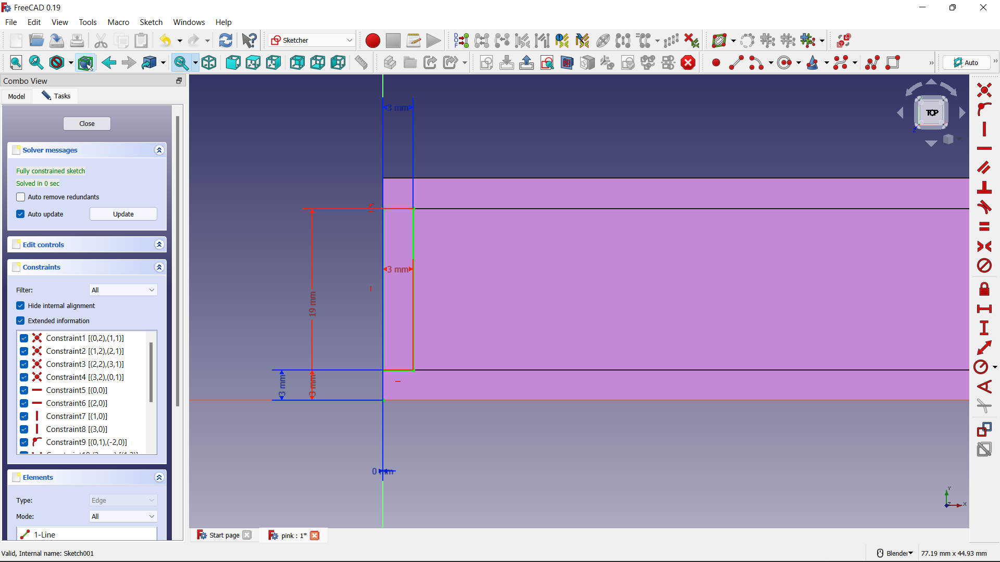 FreeCAD 0.19
File Edit View Tools Macro Sketch Windows Help
Sketcher
DOF
Auto
Combo View
Model Tasks
Close
Solver messages
Fully constrained sketch
Solved in 0 sec
Auto remove redundants
Auto update Update
Edit controls
Constraints
Filter: All
Hide internal alignment
Extended information
Constraint1 [(0,2),(1,1)]
Constraint2 [(1,2),(2,1)]
Constraint3 [(2,2),(3,1)]
Constraint4 [(3,2),(0,1)]
Constraint5 [(0,0)]
Constraint6 [(2,0)]
Constraint7 [(1,0)]
Constraint8 [(3,0)]
Constraint9 [(0,1),(-2,0)]
Elements
Type: Edge
Mode: All
1-Line
3 mm
TOP
Z
3 mm
19 mm
3 mm
3 mm
0 mm
Y
Z X
Start page pink : 1*
Valid, Internal name: Sketch001
Blender 77.19 mm x 44.93 mm